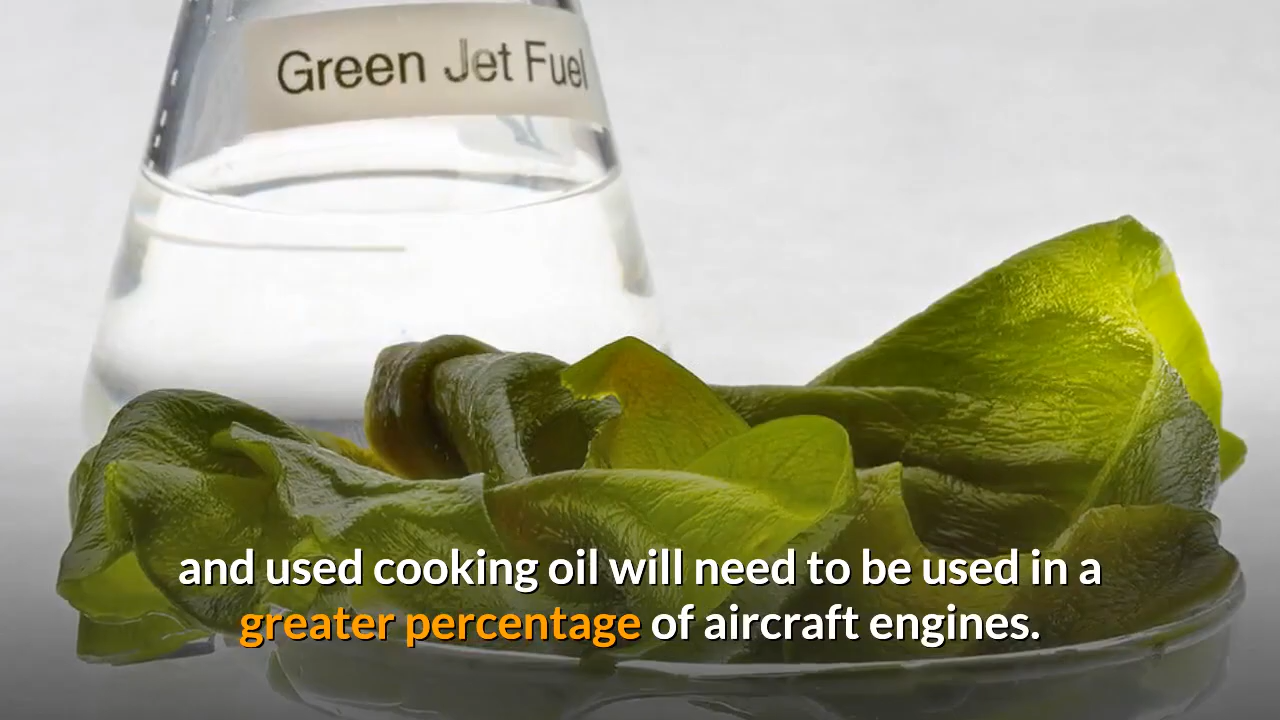 Green Jet Fuel
and used cooking oil will need to be used in a
greater percentage of aircraft engines.